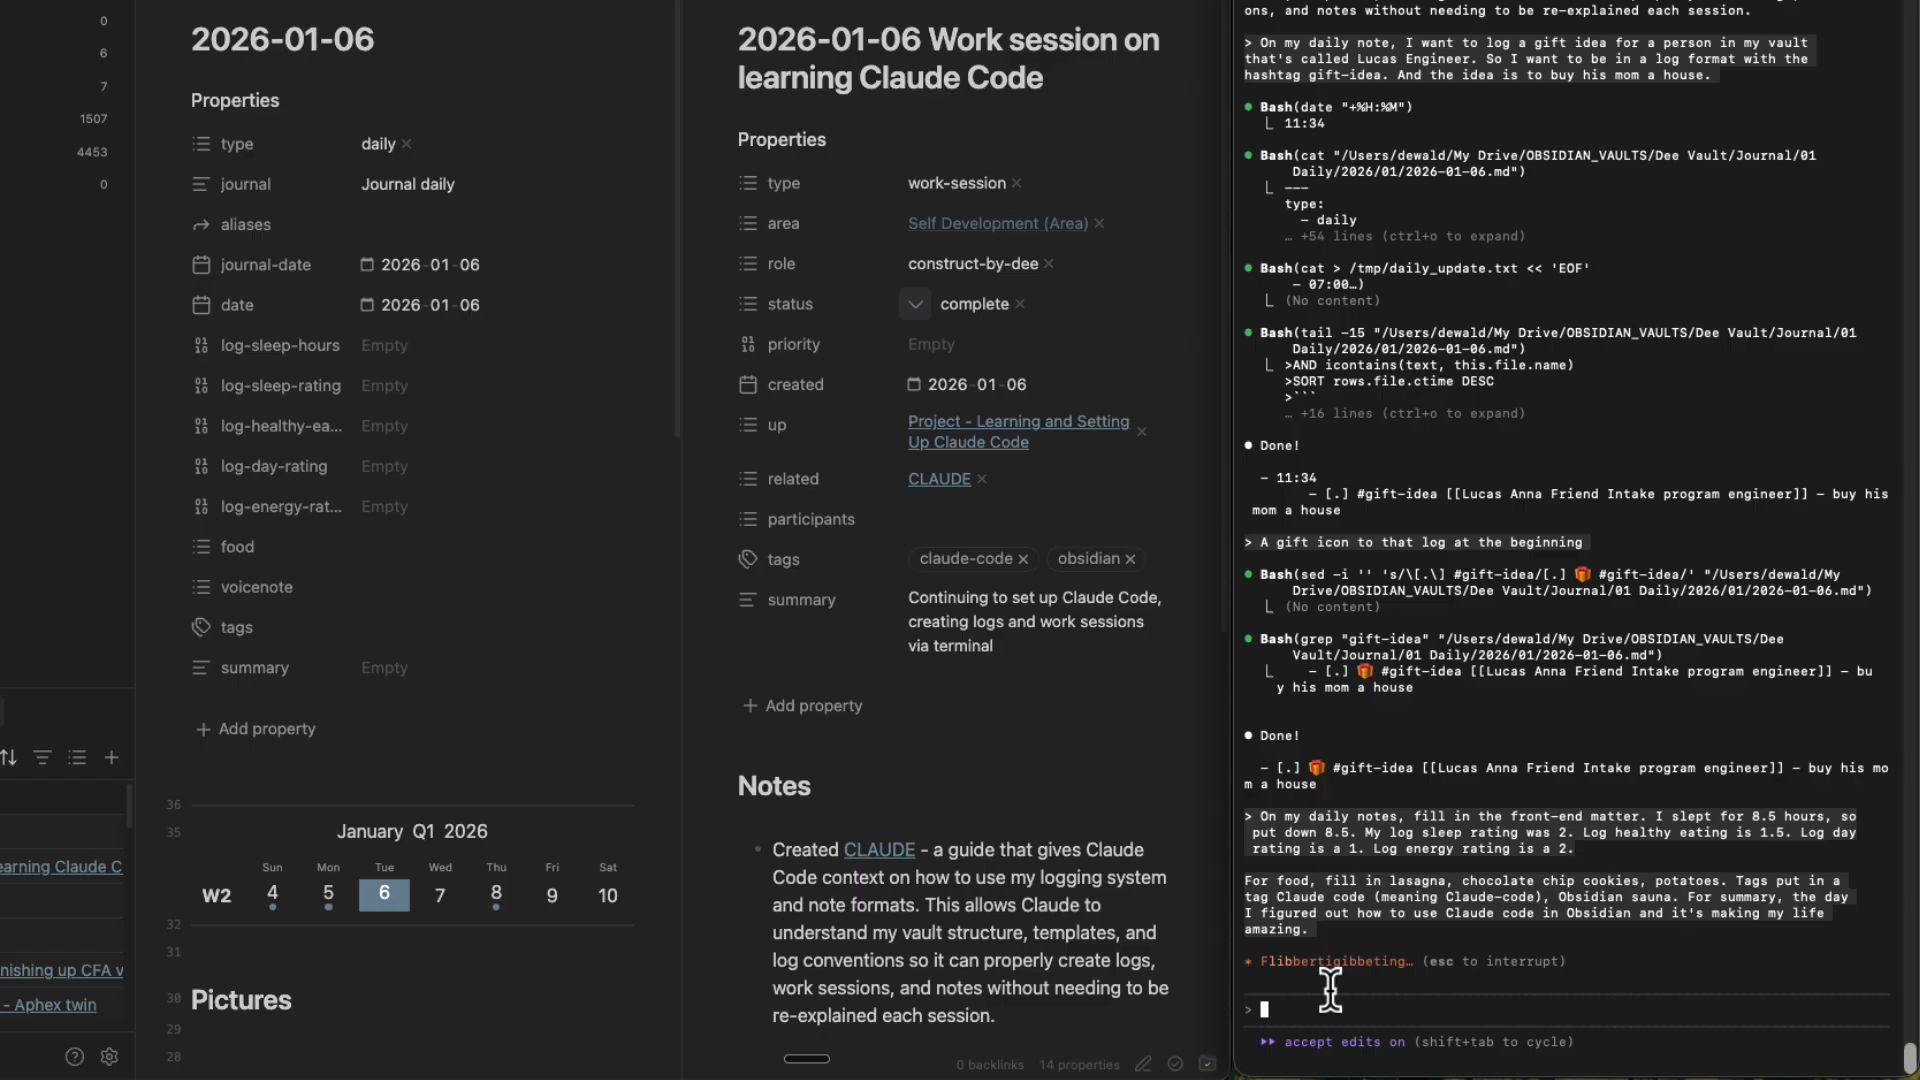 0
6
7
1507
4453
0
earning Claude C
nishing up CFA v
- Aphex twin
2026-01-06
Properties
type daily ×
journal Journal daily
aliases
journal-date 2026-01-06
date 2026-01-06
log-sleep-hours Empty
log-sleep-rating Empty
log-healthy-ea... Empty
log-day-rating Empty
log-energy-rat... Empty
food
voicenote
tags
summary Empty
+ Add property
36
35
January Q1 2026
Sun Mon Tue Wed Thu Fri Sat
W2 4 5 6 7 8 9 10
32
31
30
Pictures
29
28
2026-01-06 Work session on
learning Claude Code
Properties
type work-session ×
area Self Development (Area) ×
role construct-by-dee ×
status complete ×
priority Empty
created 2026-01-06
up Project - Learning and Setting
Up Claude Code ×
related CLAUDE ×
participants
tags claude-code × obsidian ×
summary Continuing to set up Claude Code,
creating logs and work sessions
via terminal
+ Add property
Notes
• Created CLAUDE - a guide that gives Claude
Code context on how to use my logging system
and note formats. This allows Claude to
understand my vault structure, templates, and
log conventions so it can properly create logs,
work sessions, and notes without needing to be
re-explained each session.
0 backlinks 14 properties
ons, and notes without needing to be re-explained each session.
> On my daily note, I want to log a gift idea for a person in my vault
that's called Lucas Engineer. So I want to be in a log format with the
hashtag gift-idea. And the idea is to buy his mom a house.
● Bash(date "+%H:%M")
⎿ 11:34
● Bash(cat "/Users/dewald/My Drive/OBSIDIAN_VAULTS/Dee Vault/Journal/01
Daily/2026/01/2026-01-06.md")
⎿ ---
type:
- daily
… +54 lines (ctrl+o to expand)
● Bash(cat > /tmp/daily_update.txt << 'EOF'
- 07:00…)
⎿ (No content)
● Bash(tail -15 "/Users/dewald/My Drive/OBSIDIAN_VAULTS/Dee Vault/Journal/01
Daily/2026/01/2026-01-06.md")
⎿ >AND icontains(text, this.file.name)
>SORT rows.file.ctime DESC
>```
… +16 lines (ctrl+o to expand)
● Done!
- 11:34
- [.] #gift-idea [[Lucas Anna Friend Intake program engineer]] - buy his
mom a house
> A gift icon to that log at the beginning
● Bash(sed -i '' 's/\[.\] #gift-idea/[.] 🎁 #gift-idea/' "/Users/dewald/My
Drive/OBSIDIAN_VAULTS/Dee Vault/Journal/01 Daily/2026/01/2026-01-06.md")
⎿ (No content)
● Bash(grep "gift-idea" "/Users/dewald/My Drive/OBSIDIAN_VAULTS/Dee
Vault/Journal/01 Daily/2026/01/2026-01-06.md")
⎿ - [.] 🎁 #gift-idea [[Lucas Anna Friend Intake program engineer]] - bu
y his mom a house
● Done!
- [.] 🎁 #gift-idea [[Lucas Anna Friend Intake program engineer]] - buy his mo
m a house
> On my daily notes, fill in the front-end matter. I slept for 8.5 hours, so
put down 8.5. My log sleep rating was 2. Log healthy eating is 1.5. Log day
rating is a 1. Log energy rating is a 2.
For food, fill in lasagna, chocolate chip cookies, potatoes. Tags put in a
tag Claude code (meaning Claude-code), Obsidian sauna. For summary, the day
I figured out how to use Claude code in Obsidian and it's making my life
amazing.
✶ Flibbertigibbeting… (esc to interrupt)
>
▸▸ accept edits on (shift+tab to cycle)